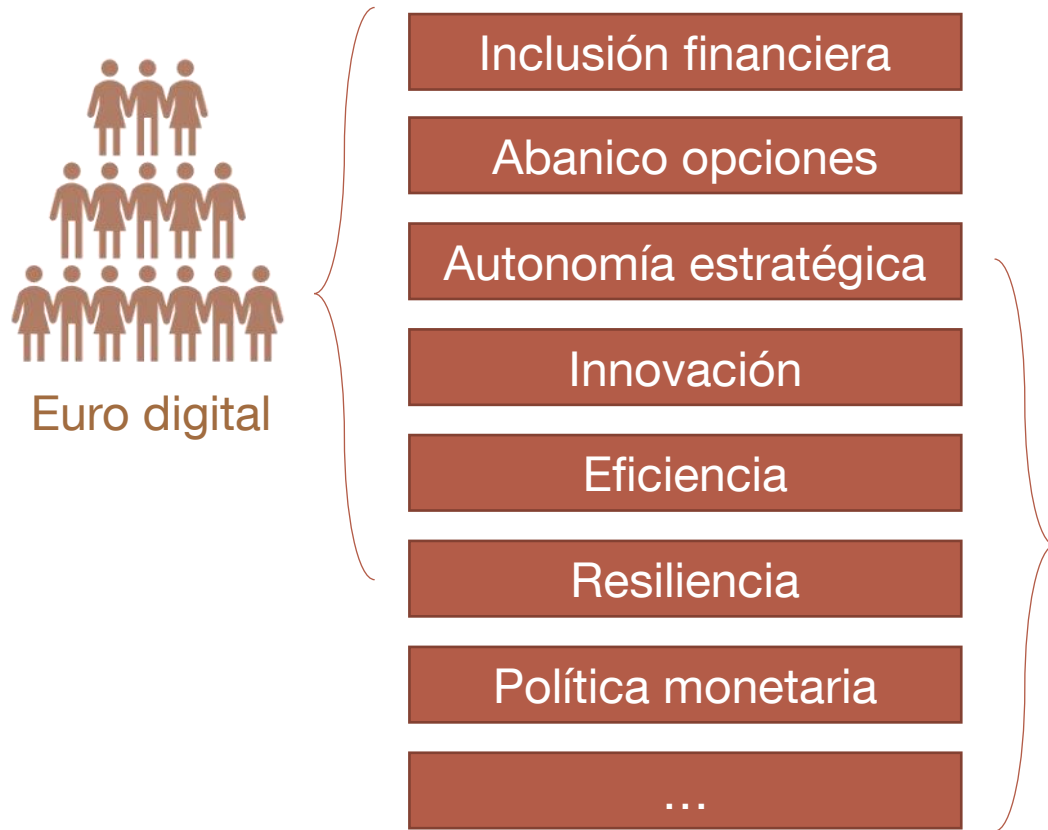 Inclusión financiera
Abanico opciones
Autonomía estratégica
Innovación
Euro digital
Eficiencia
Resiliencia
Política monetaria
...